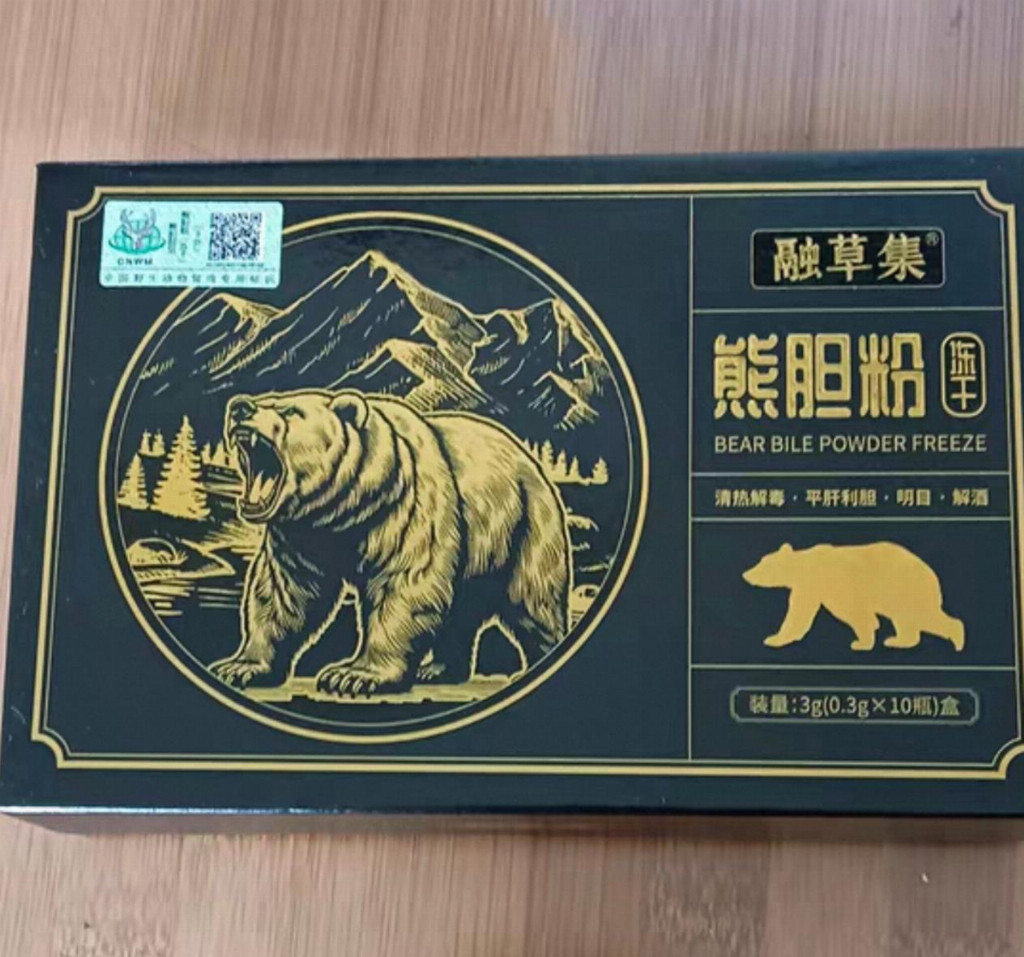 CNWM
融草集®
熊胆粉 冻干
BEAR BILE POWDER FREEZE
清热解毒·平肝利胆·明目·解酒
装量:3g(0.3g×10瓶)盒